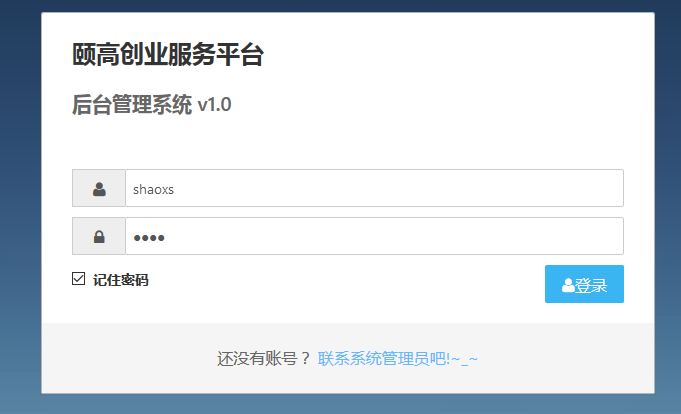 颐高创业服务平台
后台管理系统 v1.0
shaoxs
●●●●
记住密码
登录
还没有账号？ 联系系统管理员吧!~_~